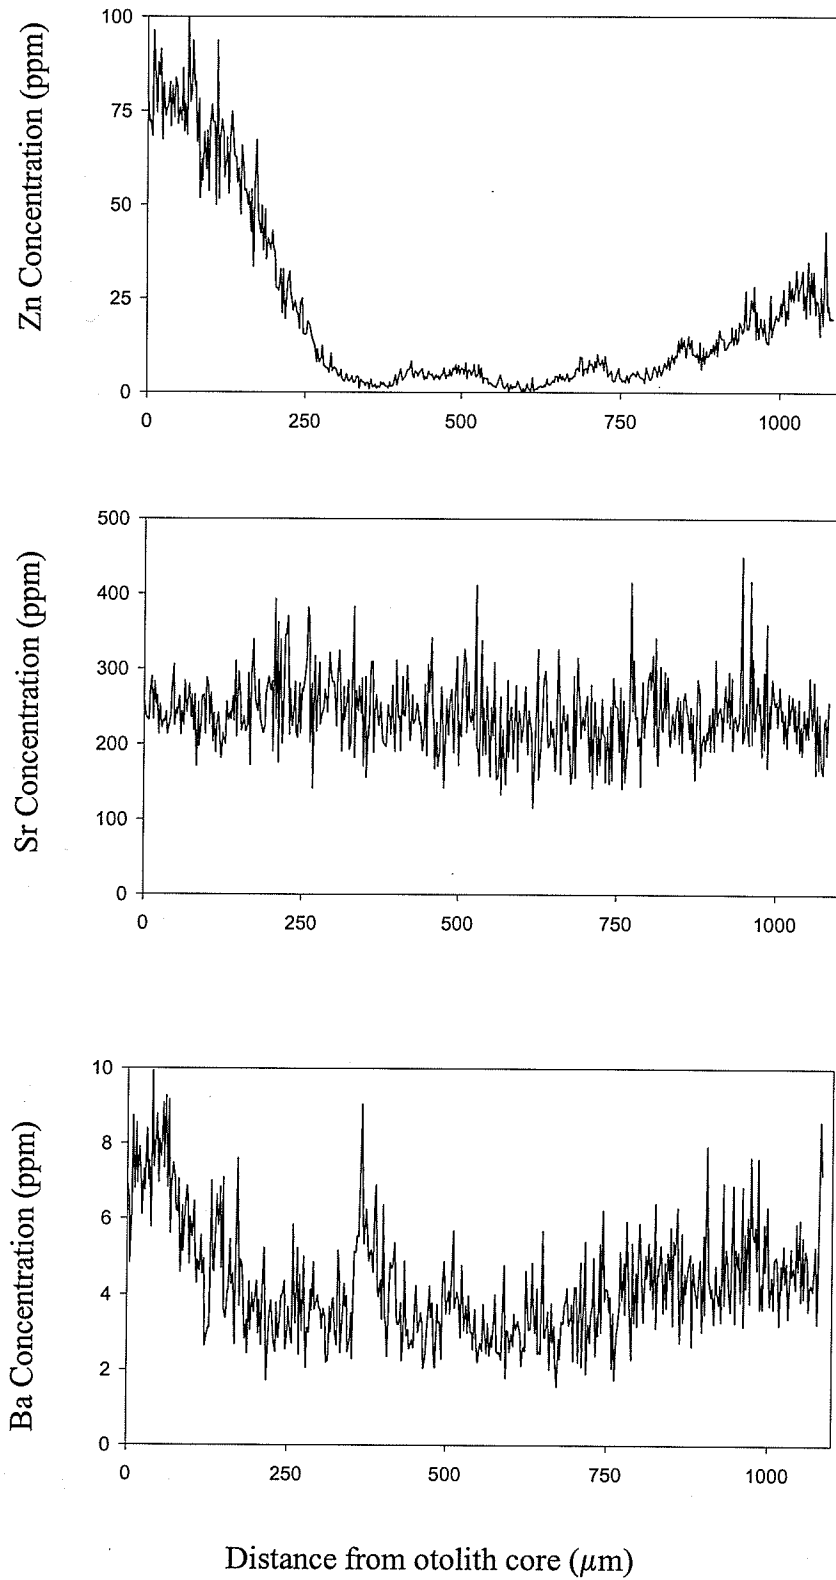 Zn Concentration (ppm)
100
75
50
25
0
0 250 500 750 1000
Sr Concentration (ppm)
500
400
300
200
100
0
0 250 500 750 1000
Ba Concentration (ppm)
10
8
6
4
2
0
0 250 500 750 1000
Distance from otolith core (μm)